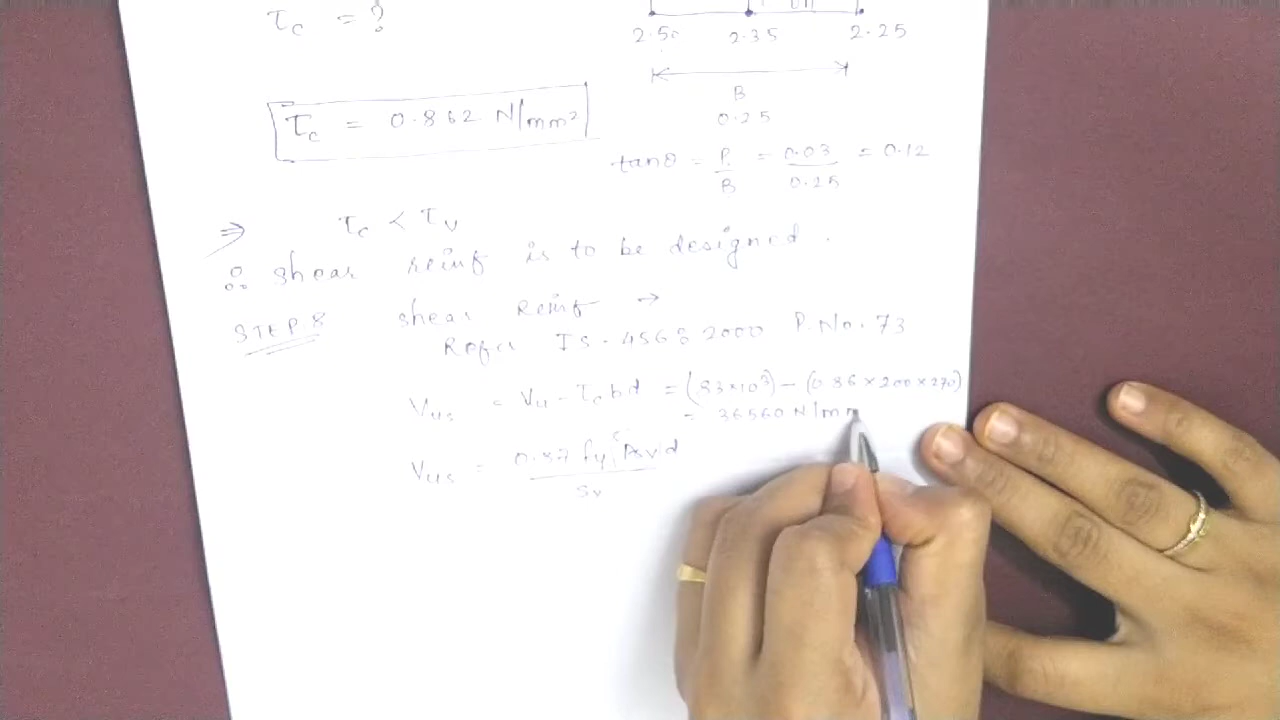 τc = ?
2.50 2.35 2.25
B
0.25
τc = 0.862 N/mm²
tanθ = P/B = 0.03/0.25 = 0.12
⇒ τc < τv
∴ shear reinf is to be designed.
STEP.8 shear Reinf →
Refer IS-456:2000 P.No.73
Vus = Vu - τc bd = (83×10³) - (0.86×200×270)
= 36560 N/m
Vus = 0.87 fy Asv d / sv